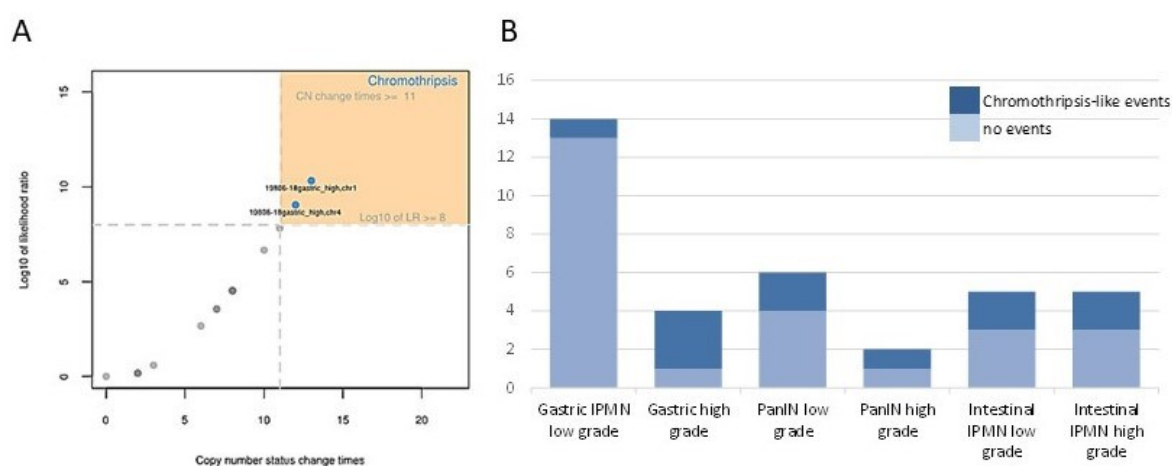 A
B
Chromothripsis
CN change times >= 11
15
10
5
0
Log10 of likelihood ratio
19806-18gastric_high,chr1
19806-18gastric_high,chr4
Log10 of LR >= 8
0 5 10 15 20
Copy number status change times
16
14
12
10
8
6
4
2
0
Chromothripsis-like events
no events
Gastric IPMN low grade
Gastric high grade
PanIN low grade
PanIN high grade
Intestinal IPMN low grade
Intestinal IPMN high grade